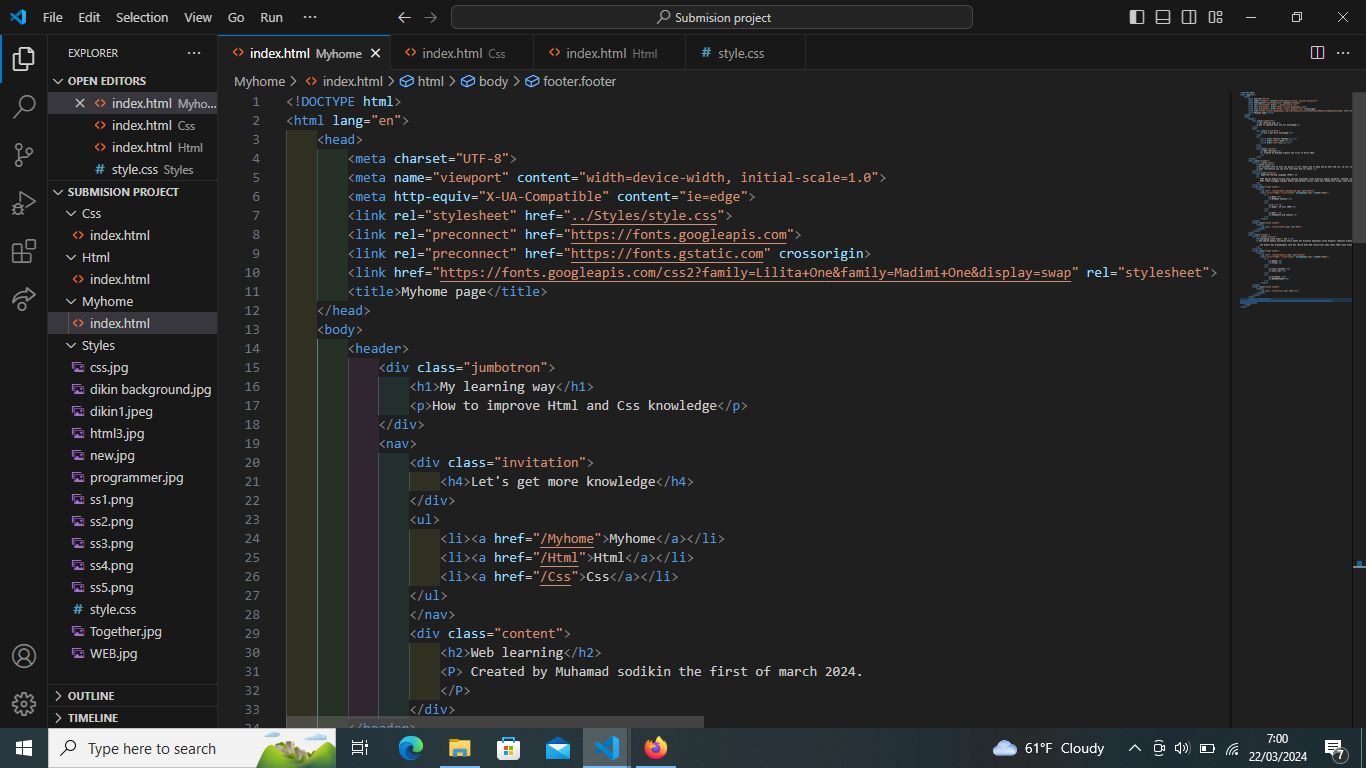 File Edit Selection View Go Run ···
Submision project
EXPLORER
OPEN EDITORS
index.html Myho...
index.html Css
index.html Html
style.css Styles
SUBMISION PROJECT
Css
index.html
Html
index.html
Myhome
index.html
Styles
css.jpg
dikin background.jpg
dikin1.jpeg
html3.jpg
new.jpg
programmer.jpg
ss1.png
ss2.png
ss3.png
ss4.png
ss5.png
style.css
Together.jpg
WEB.jpg
OUTLINE
TIMELINE
index.html Myhome
index.html Css
index.html Html
style.css
Myhome > index.html > html > body > footer.footer
1 <!DOCTYPE html>
2 <html lang="en">
3 <head>
4 <meta charset="UTF-8">
5 <meta name="viewport" content="width=device-width, initial-scale=1.0">
6 <meta http-equiv="X-UA-Compatible" content="ie=edge">
7 <link rel="stylesheet" href="../Styles/style.css">
8 <link rel="preconnect" href="https://fonts.googleapis.com">
9 <link rel="preconnect" href="https://fonts.gstatic.com" crossorigin>
10 <link href="https://fonts.googleapis.com/css2?family=Lilita+One&family=Madimi+One&display=swap" rel="stylesheet">
11 <title>Myhome page</title>
12 </head>
13 <body>
14 <header>
15 <div class="jumbotron">
16 <h1>My learning way</h1>
17 <p>How to improve Html and Css knowledge</p>
18 </div>
19 <nav>
20 <div class="invitation">
21 <h4>Let's get more knowledge</h4>
22 </div>
23 <ul>
24 <li><a href="/Myhome">Myhome</a></li>
25 <li><a href="/Html">Html</a></li>
26 <li><a href="/Css">Css</a></li>
27 </ul>
28 </nav>
29 <div class="content">
30 <h2>Web learning</h2>
31 <P> Created by Muhamad sodikin the first of march 2024.
32 </P>
33 </div>
34 </header>
Type here to search
61°F Cloudy
7:00
22/03/2024
7